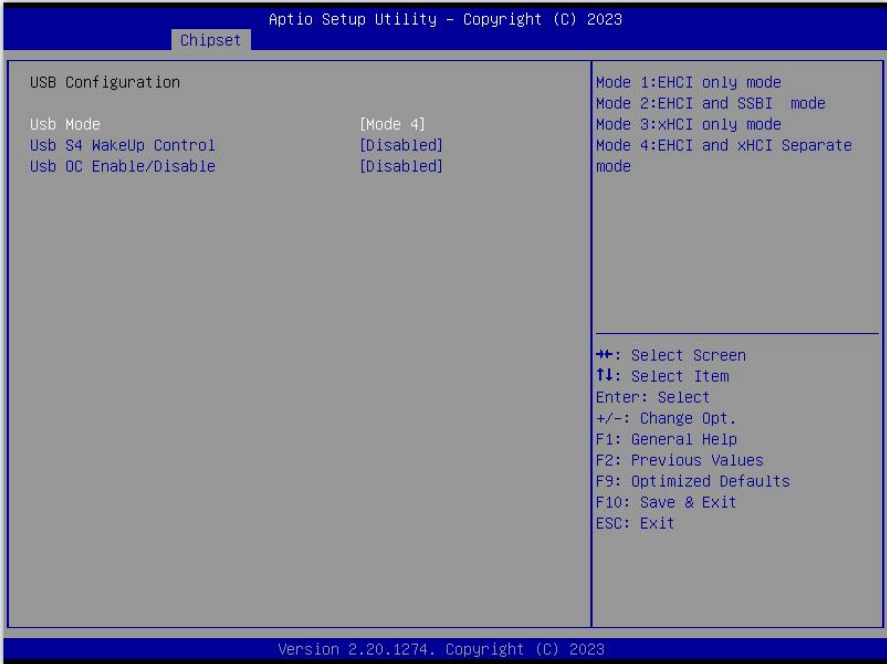 Aptio Setup Utility – Copyright (C) 2023
Chipset
USB Configuration
Usb Mode [Mode 4]
Usb S4 WakeUp Control [Disabled]
Usb OC Enable/Disable [Disabled]
Mode 1:EHCI only mode
Mode 2:EHCI and SSBI mode
Mode 3:xHCI only mode
Mode 4:EHCI and xHCI Separate
mode
→←: Select Screen
↑↓: Select Item
Enter: Select
+/-: Change Opt.
F1: General Help
F2: Previous Values
F9: Optimized Defaults
F10: Save & Exit
ESC: Exit
Version 2.20.1274. Copyright (C) 2023